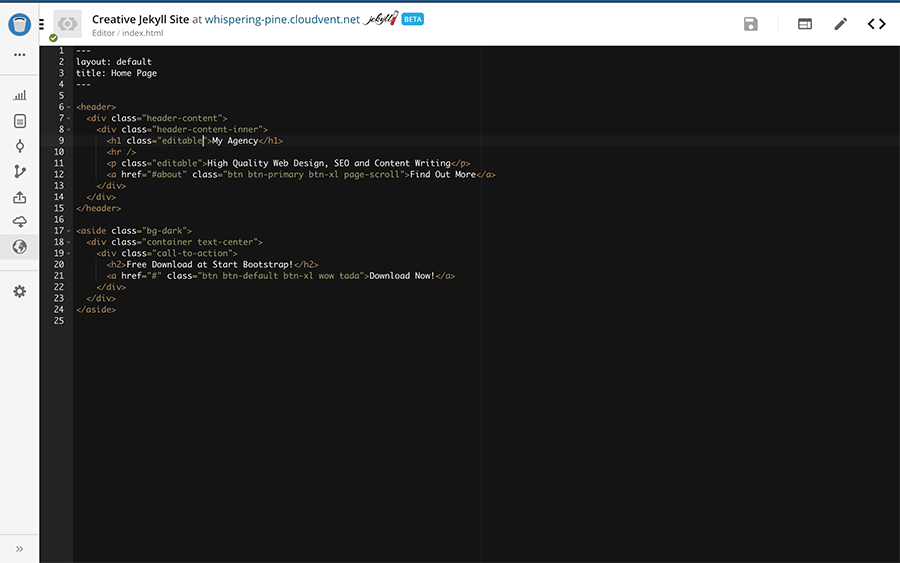 Creative Jekyll Site at whispering-pine.cloudvent.net jekyll BETA
Editor / index.html
1 ---
2 layout: default
3 title: Home Page
4 ---
5
6 <header>
7 <div class="header-content">
8 <div class="header-content-inner">
9 <h1 class="editable">My Agency</h1>
10 <hr />
11 <p class="editable">High Quality Web Design, SEO and Content Writing</p>
12 <a href="#about" class="btn btn-primary btn-xl page-scroll">Find Out More</a>
13 </div>
14 </div>
15 </header>
16
17 <aside class="bg-dark">
18 <div class="container text-center">
19 <div class="call-to-action">
20 <h2>Free Download at Start Bootstrap!</h2>
21 <a href="#" class="btn btn-default btn-xl wow tada">Download Now!</a>
22 </div>
23 </div>
24 </aside>
25